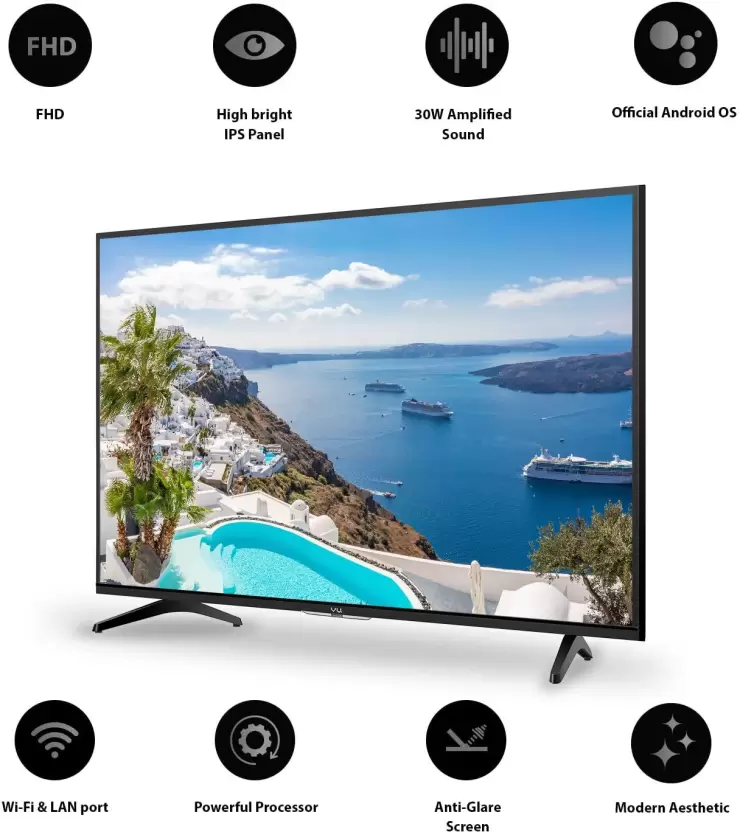 FHD
FHD
High bright
IPS Panel
30W Amplified
Sound
Official Android OS
Vu
Wi-Fi & LAN port
Powerful Processor
Anti-Glare
Screen
Modern Aesthetic